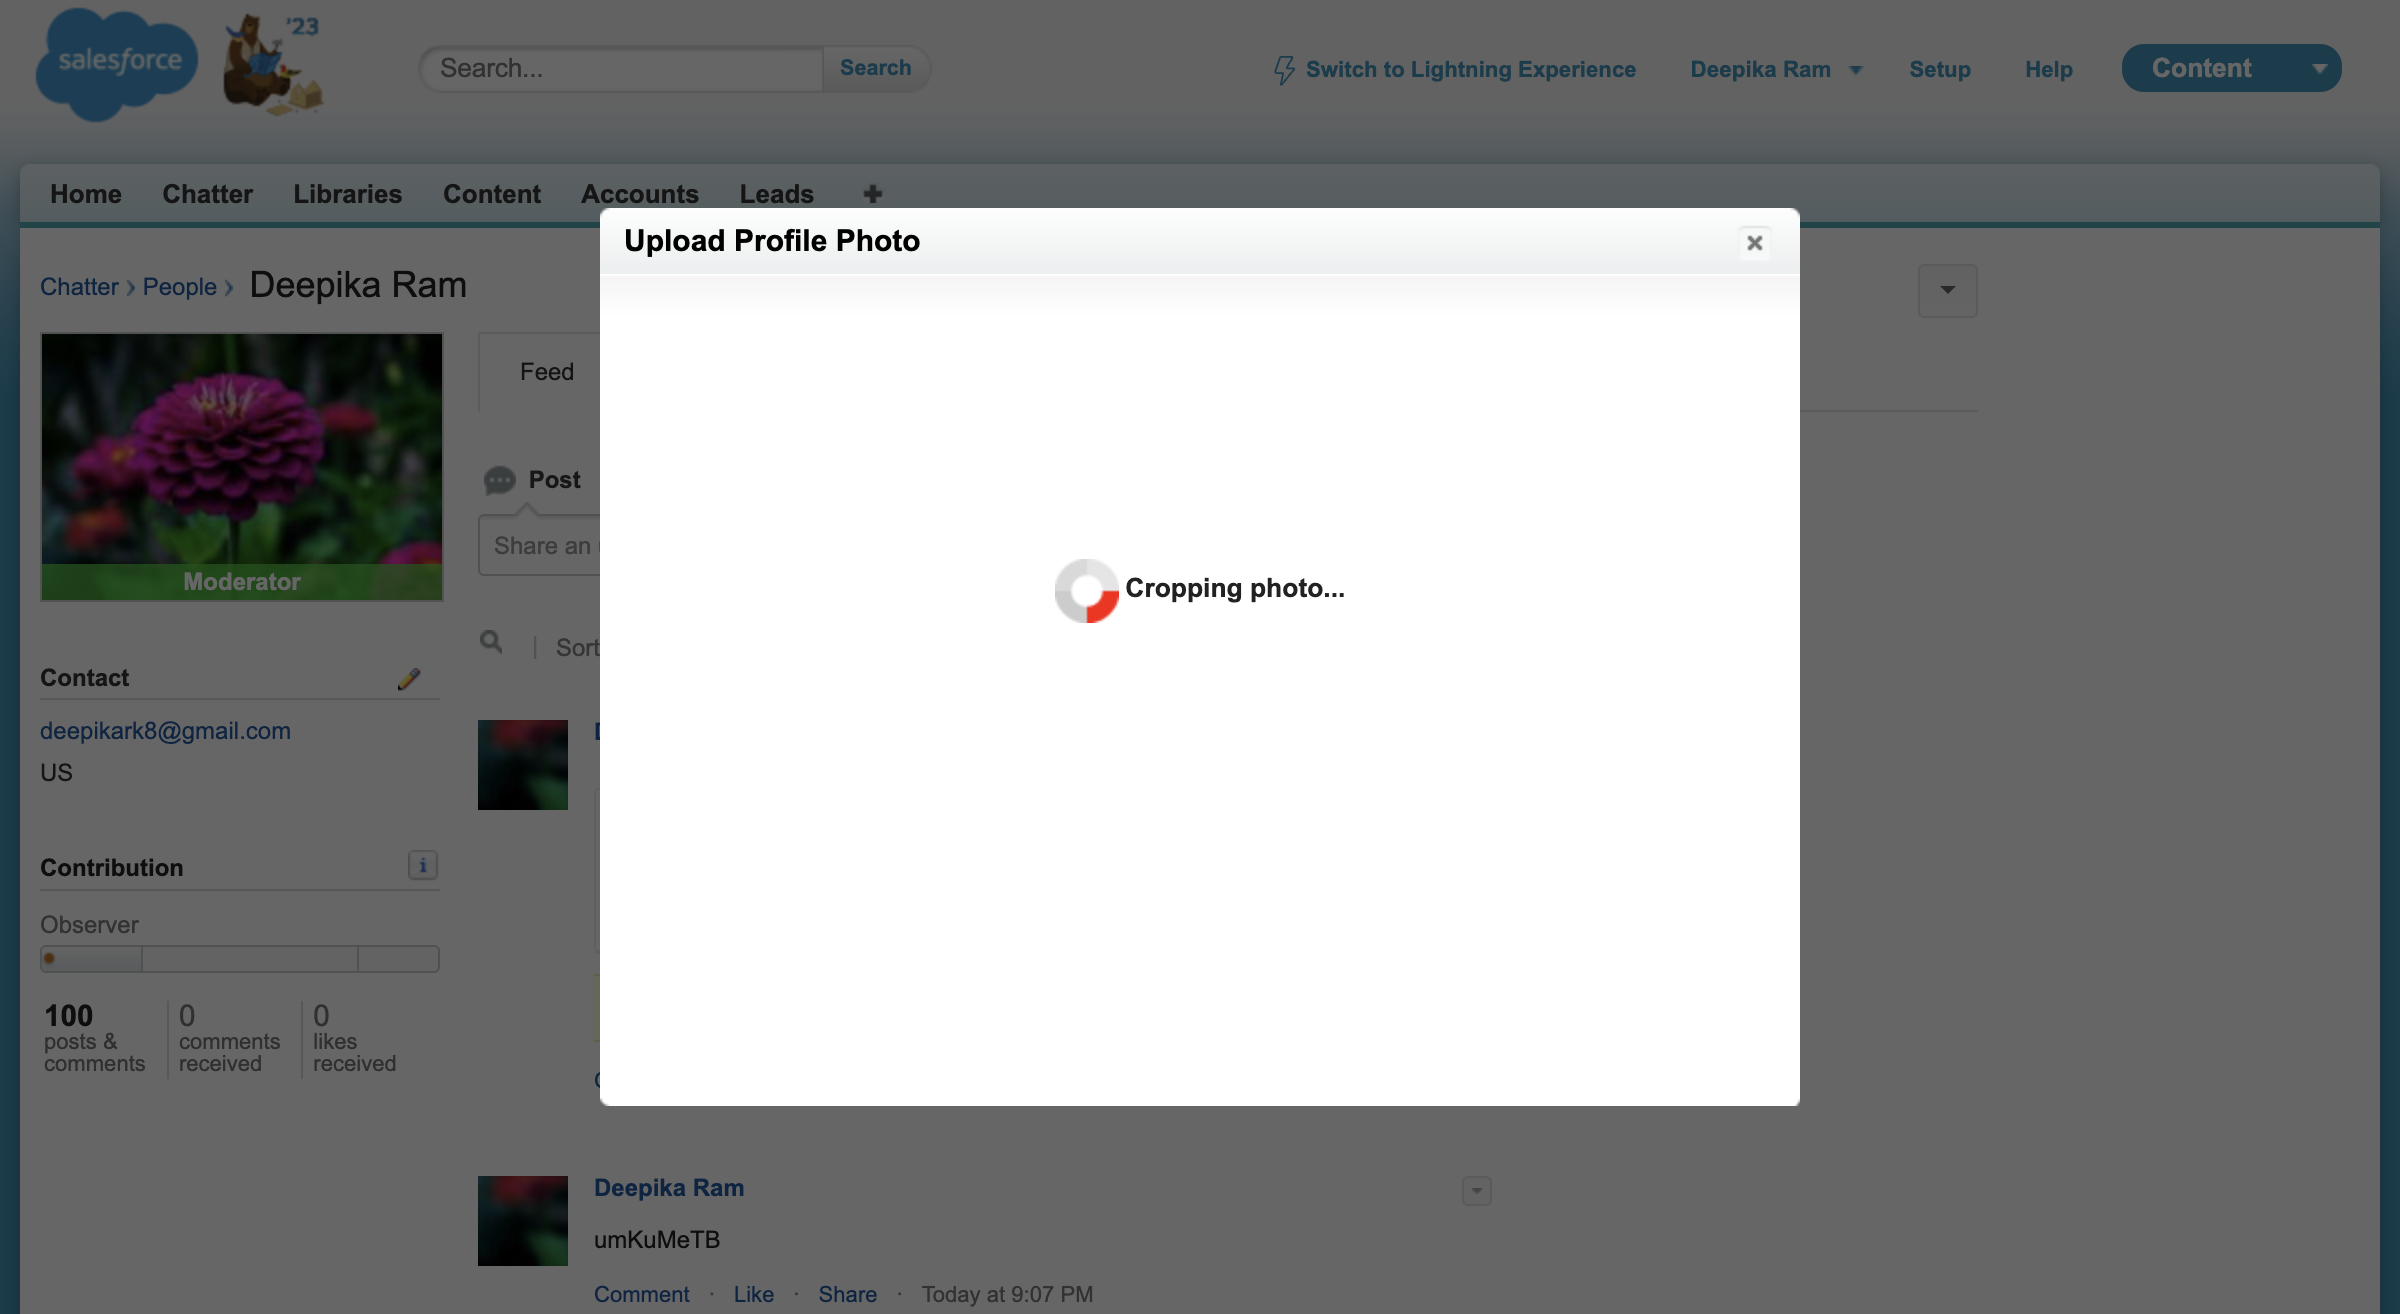 salesforce
'23
Search...
Search
Switch to Lightning Experience
Deepika Ram
Setup
Help
Content
Home
Chatter
Libraries
Content
Accounts
Leads
Upload Profile Photo
Chatter › People › Deepika Ram
Feed
Post
Share an
Moderator
Cropping photo...
Sort
Contact
deepikark8@gmail.com
US
Contribution
Observer
100
posts &
comments
0
comments
received
0
likes
received
Deepika Ram
umKuMeTB
Comment · Like · Share · Today at 9:07 PM